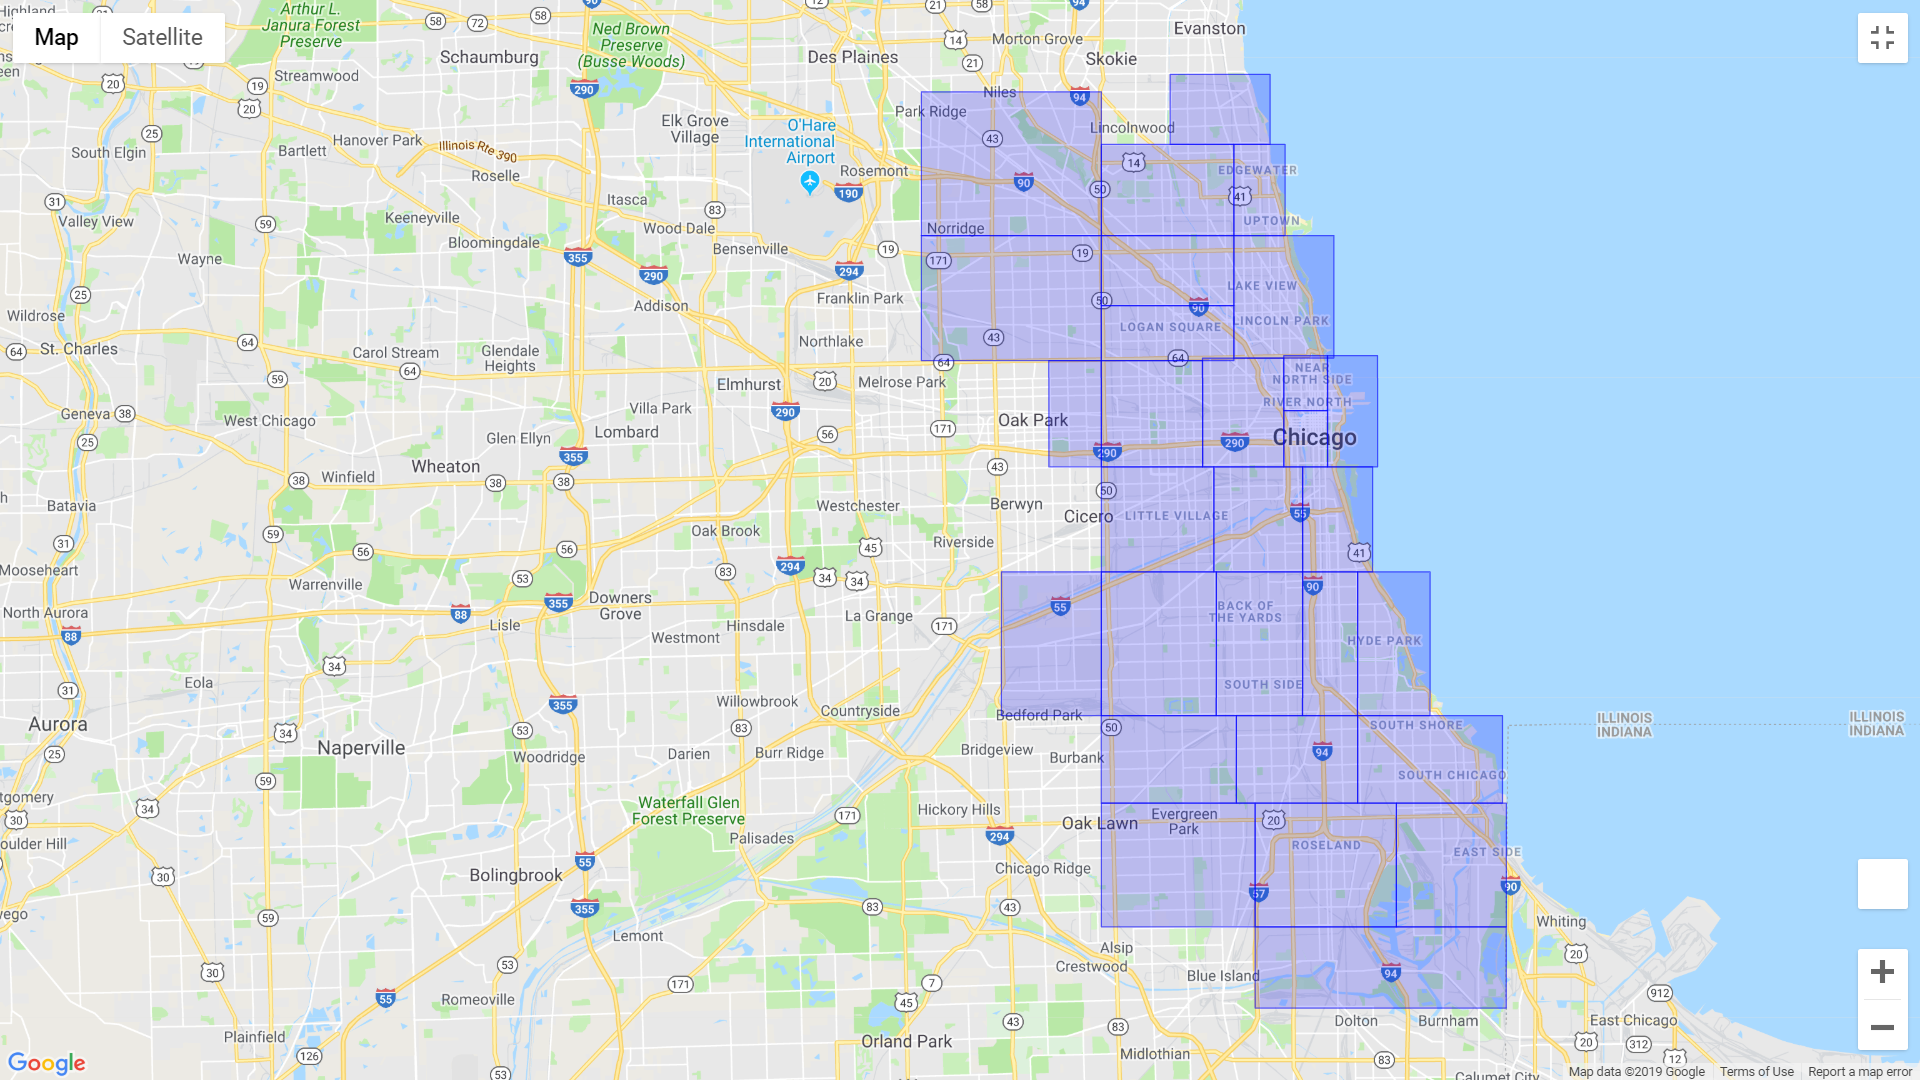 Map
Satellite
Highland
Arthur L.
Janura Forest
Preserve
Ned Brown
Preserve
(Busse Woods)
Schaumburg
Des Plaines
Morton Grove
Skokie
Evanston
Streamwood
Niles
Park Ridge
Lincolnwood
Elk Grove
Village
O'Hare
International
Airport
Hanover Park
Illinois Rte 390
South Elgin
Bartlett
Roselle
Rosemont
EDGEWATER
Itasca
Keeneyville
Valley View
Wood Dale
Norridge
UPTOWN
Bloomingdale
Bensenville
Wayne
LAKE VIEW
Franklin Park
Addison
Wildrose
LOGAN SQUARE
LINCOLN PARK
St. Charles
Carol Stream
Glendale
Heights
Northlake
Elmhurst
Melrose Park
NEAR
NORTH SIDE
RIVER NORTH
Geneva
West Chicago
Villa Park
Lombard
Glen Ellyn
Oak Park
Chicago
Wheaton
Winfield
Batavia
Westchester
Berwyn
Cicero
LITTLE VILLAGE
Oak Brook
Riverside
Mooseheart
Warrenville
North Aurora
Downers
Grove
BACK OF
THE YARDS
Lisle
Hinsdale
La Grange
Westmont
HYDE PARK
Eola
SOUTH SIDE
Willowbrook
Countryside
Bedford Park
Aurora
Naperville
SOUTH SHORE
ILLINOIS
INDIANA
ILLINOIS
INDIANA
Darien
Burr Ridge
Bridgeview
Burbank
Woodridge
SOUTH CHICAGO
Waterfall Glen
Forest Preserve
Hickory Hills
Oak Lawn
Evergreen
Park
Palisades
ROSELAND
EAST SIDE
Bolingbrook
Chicago Ridge
Whiting
Lemont
Alsip
Crestwood
Blue Island
Romeoville
Dolton
Burnham
East Chicago
Plainfield
Orland Park
Midlothian
Calumet City
Google
Map data ©2019 Google
Terms of Use
Report a map error